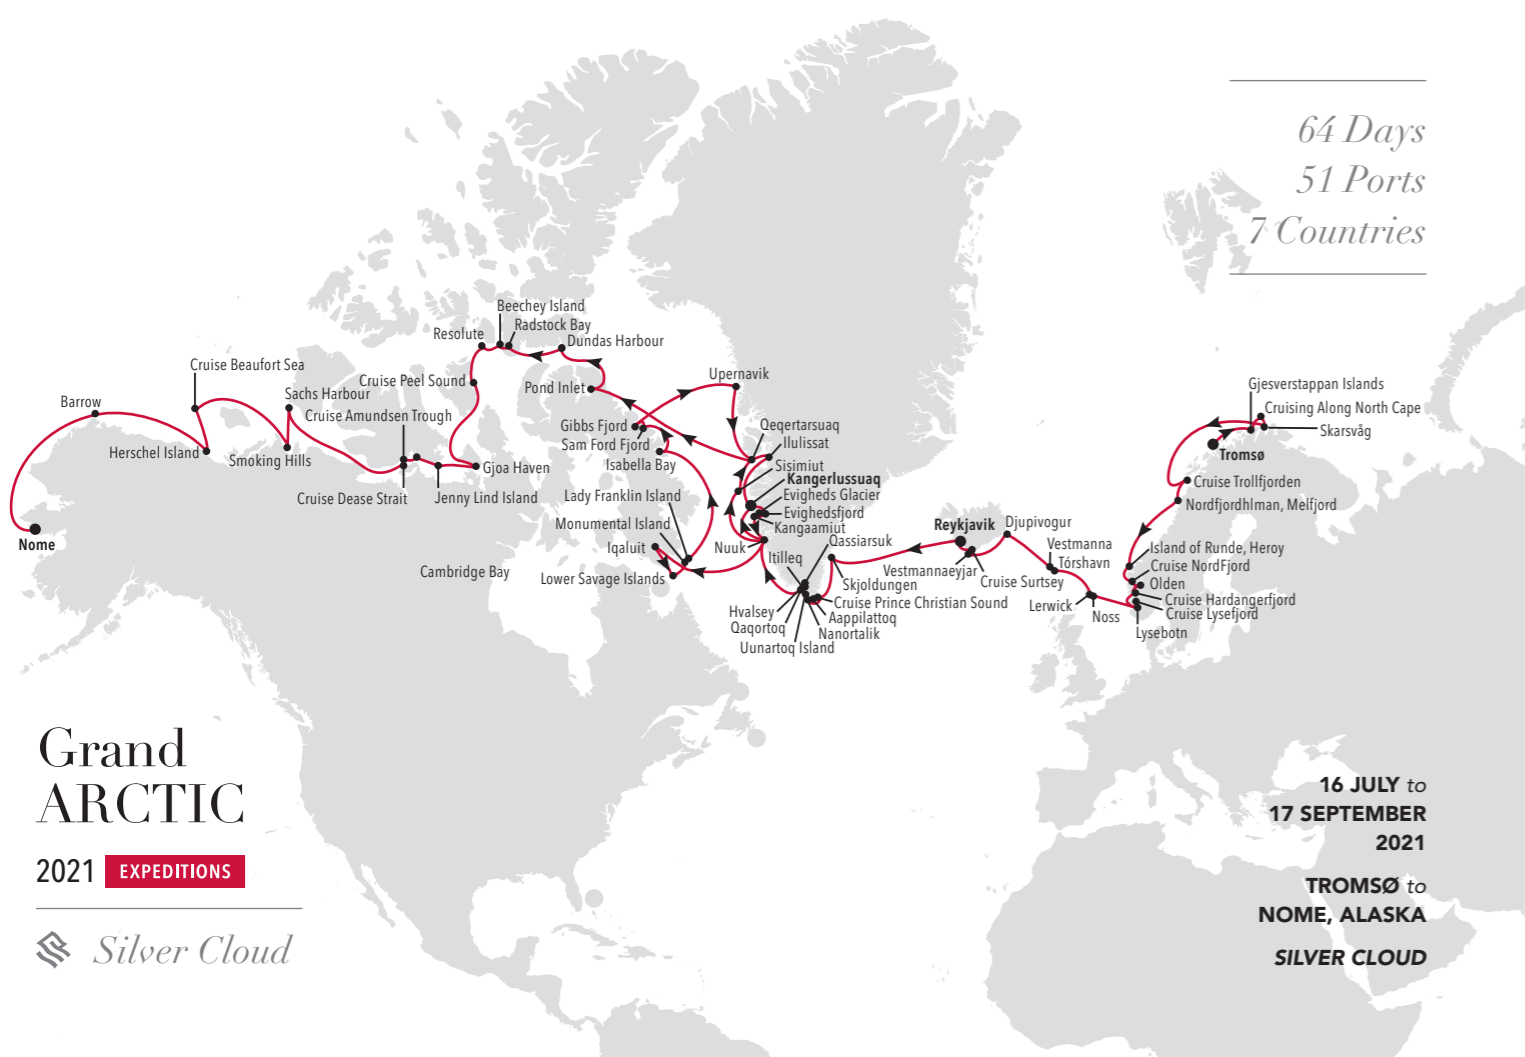 64 Days
51 Ports
7 Countries
Beechey Island
Radstock Bay
Resolute
Dundas Harbour
Cruise Beaufort Sea
Upernavik
Cruise Peel Sound
Pond Inlet
Gjesverstappan Islands
Sachs Harbour
Barrow
Cruising Along North Cape
Cruise Amundsen Trough
Gibbs Fjord
Qeqertarsuaq
Skarsvåg
Sam Ford Fjord
Ilulissat
Herschel Island
Tromsø
Smoking Hills
Isabella Bay
Sisimiut
Gjoa Haven
Kangerlussuaq
Cruise Trollfjorden
Cruise Dease Strait
Jenny Lind Island
Lady Franklin Island
Evigheds Glacier
Nordfjordhlman, Melfjord
Evighedsfjord
Monumental Island
Kangaamiut
Reykjavik
Djupivogur
Nome
Iqaluit
Nuuk
Qassiarsuk
Vestmanna
Island of Runde, Heroy
Itilleq
Tórshavn
Cruise NordFjord
Cambridge Bay
Lower Savage Islands
Vestmannaeyjar
Skjoldungen
Cruise Surtsey
Olden
Cruise Prince Christian Sound
Lerwick
Cruise Hardangerfjord
Hvalsey
Aappilattoq
Noss
Cruise Lysefjord
Qaqortoq
Nanortalik
Lysebotn
Uunartoq Island
Grand
ARCTIC
2021 EXPEDITIONS
Silver Cloud
16 JULY to
17 SEPTEMBER
2021
TROMSØ to
NOME, ALASKA
SILVER CLOUD